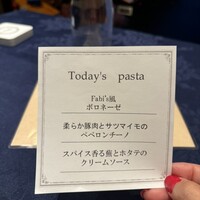 Today's pasta
Fabi's風
ボロネーゼ
柔らか豚肉とサツマイモの
ペペロンチーノ
スパイス香る蕪とホタテの
クリームソース